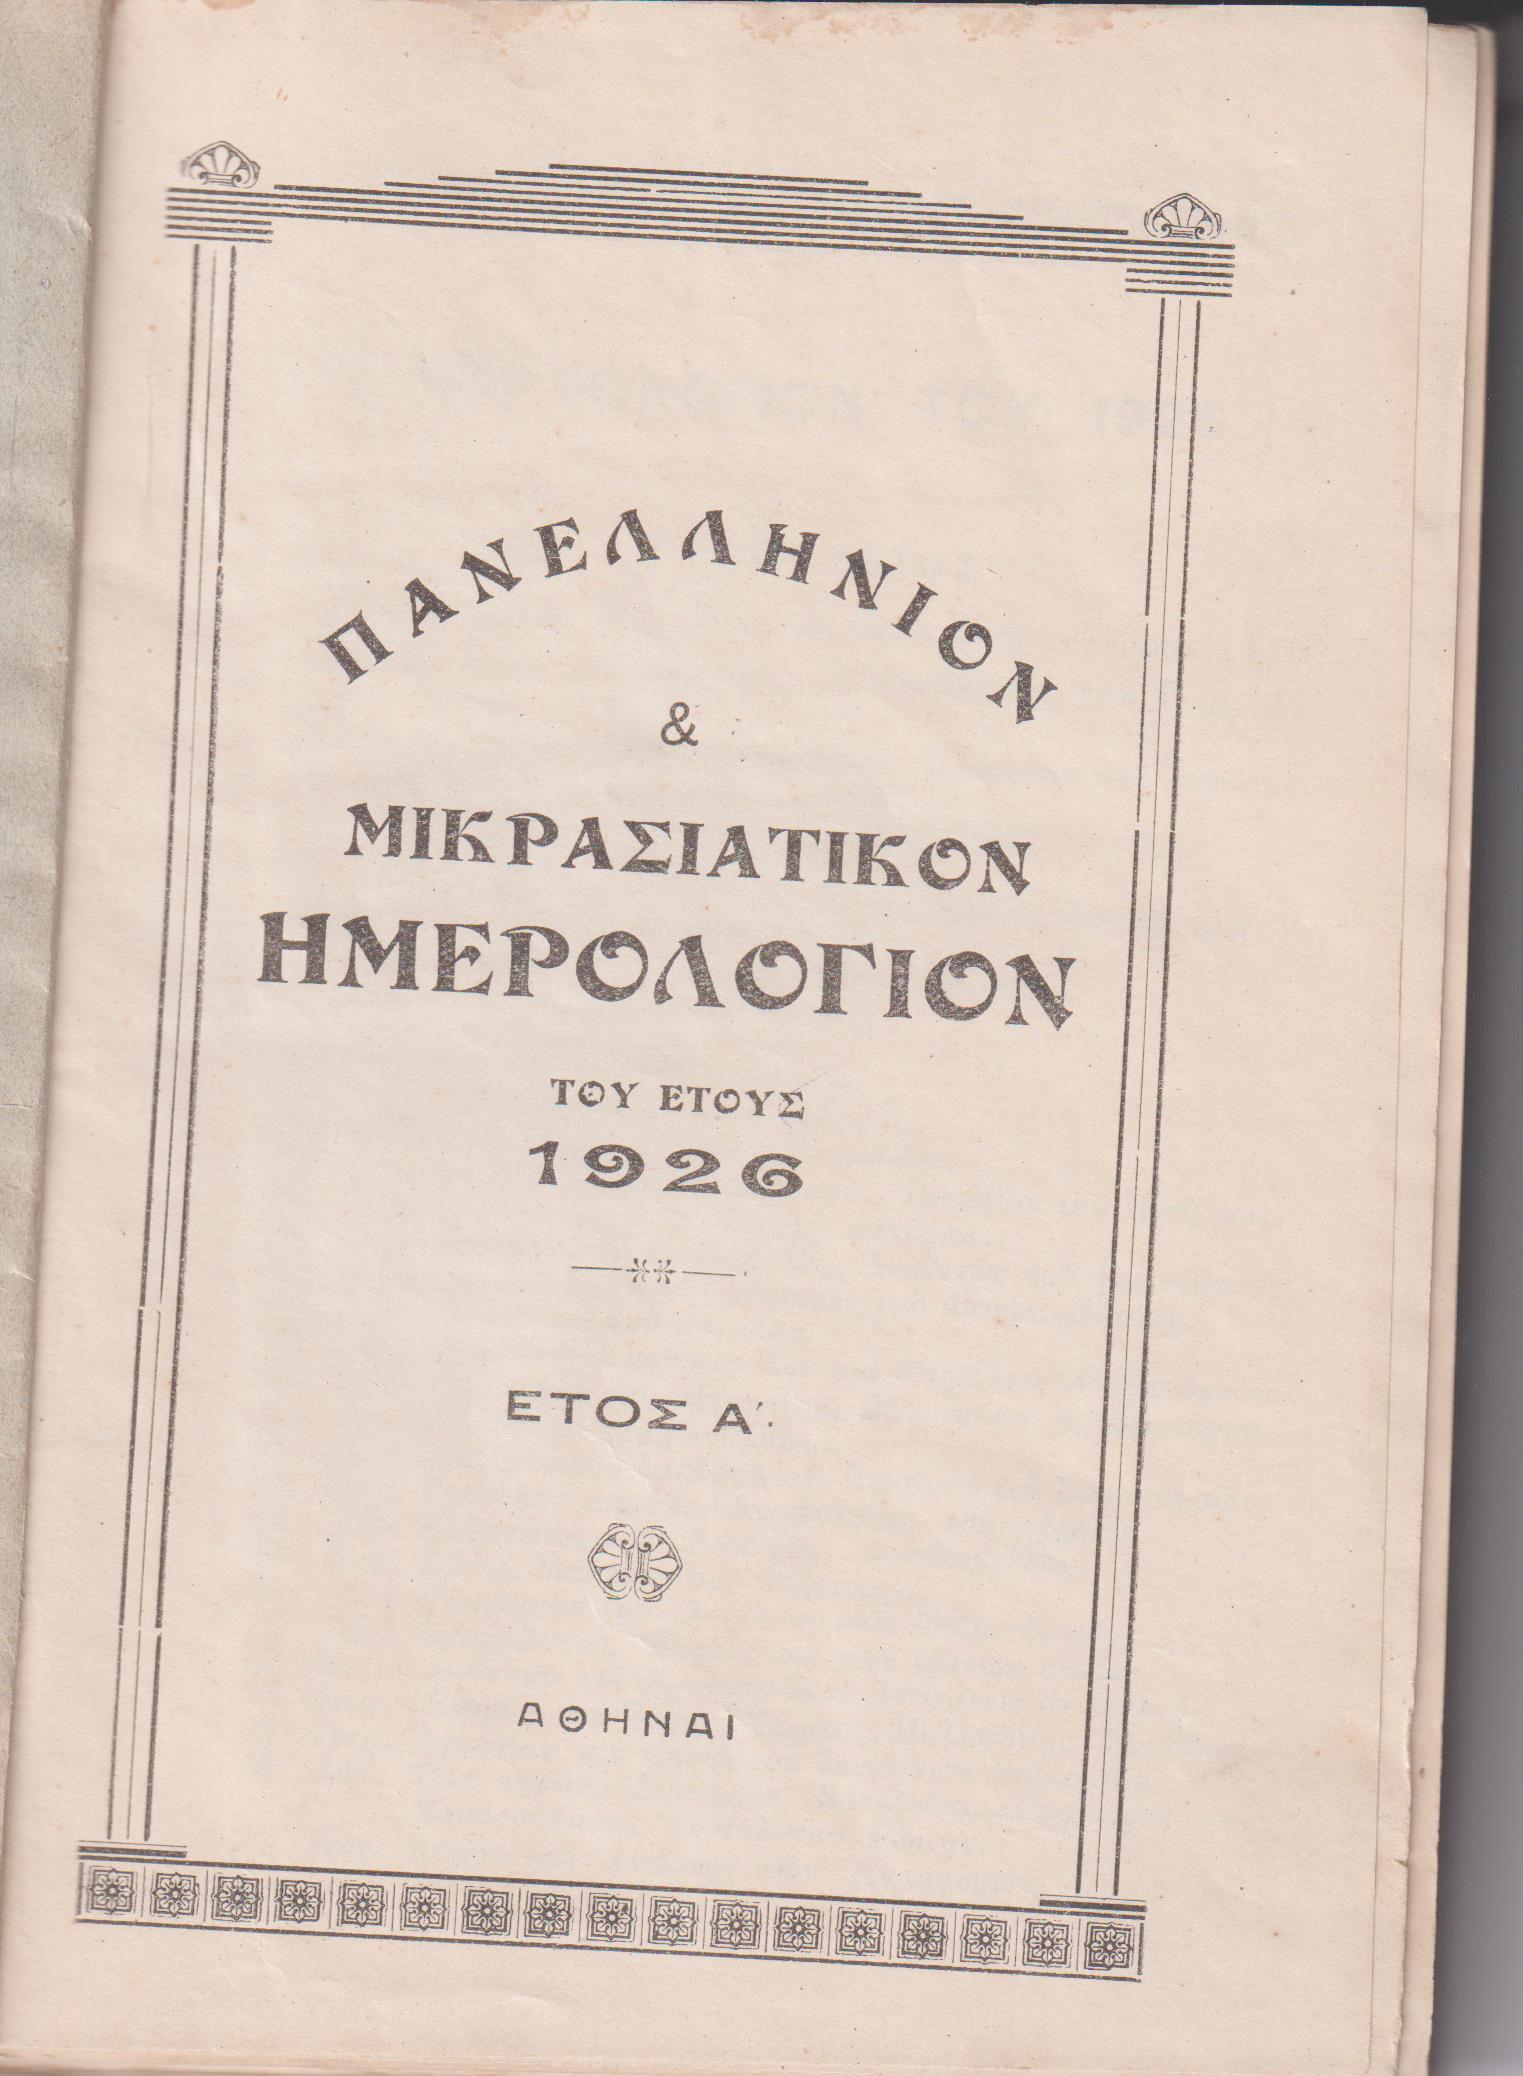 ΠΑΝΕΛΛΗΝΙΟΝ
&
ΜΙΚΡΑΣΙΑΤΙΚΟΝ
ΗΜΕΡΟΛΟΓΙΟΝ
ΤΟΥ ΕΤΟΥΣ
1926
ΕΤΟΣ Α΄.
ΑΘΗΝΑΙ